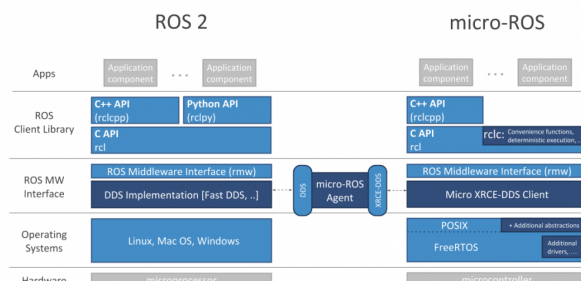 ROS 2
micro-ROS
Apps
Application
component
...
Application
component
Application
component
...
Application
component
ROS
Client Library
C++ API
(rclcpp)
Python API
(rclpy)
C API
rcl
C++ API
(rclcpp)
C API
rcl
rclc: Convenience functions,
deterministic execution, ..
ROS MW
Interface
ROS Middleware Interface (rmw)
DDS Implementation [Fast DDS, ..]
DDS
micro-ROS
Agent
XRCE-DDS
ROS Middleware Interface (rmw)
Micro XRCE-DDS Client
Operating
Systems
Linux, Mac OS, Windows
POSIX
+ Additional abstractions
FreeRTOS
Additional
drivers, ...
Hardware
microprocessor
microcontroller